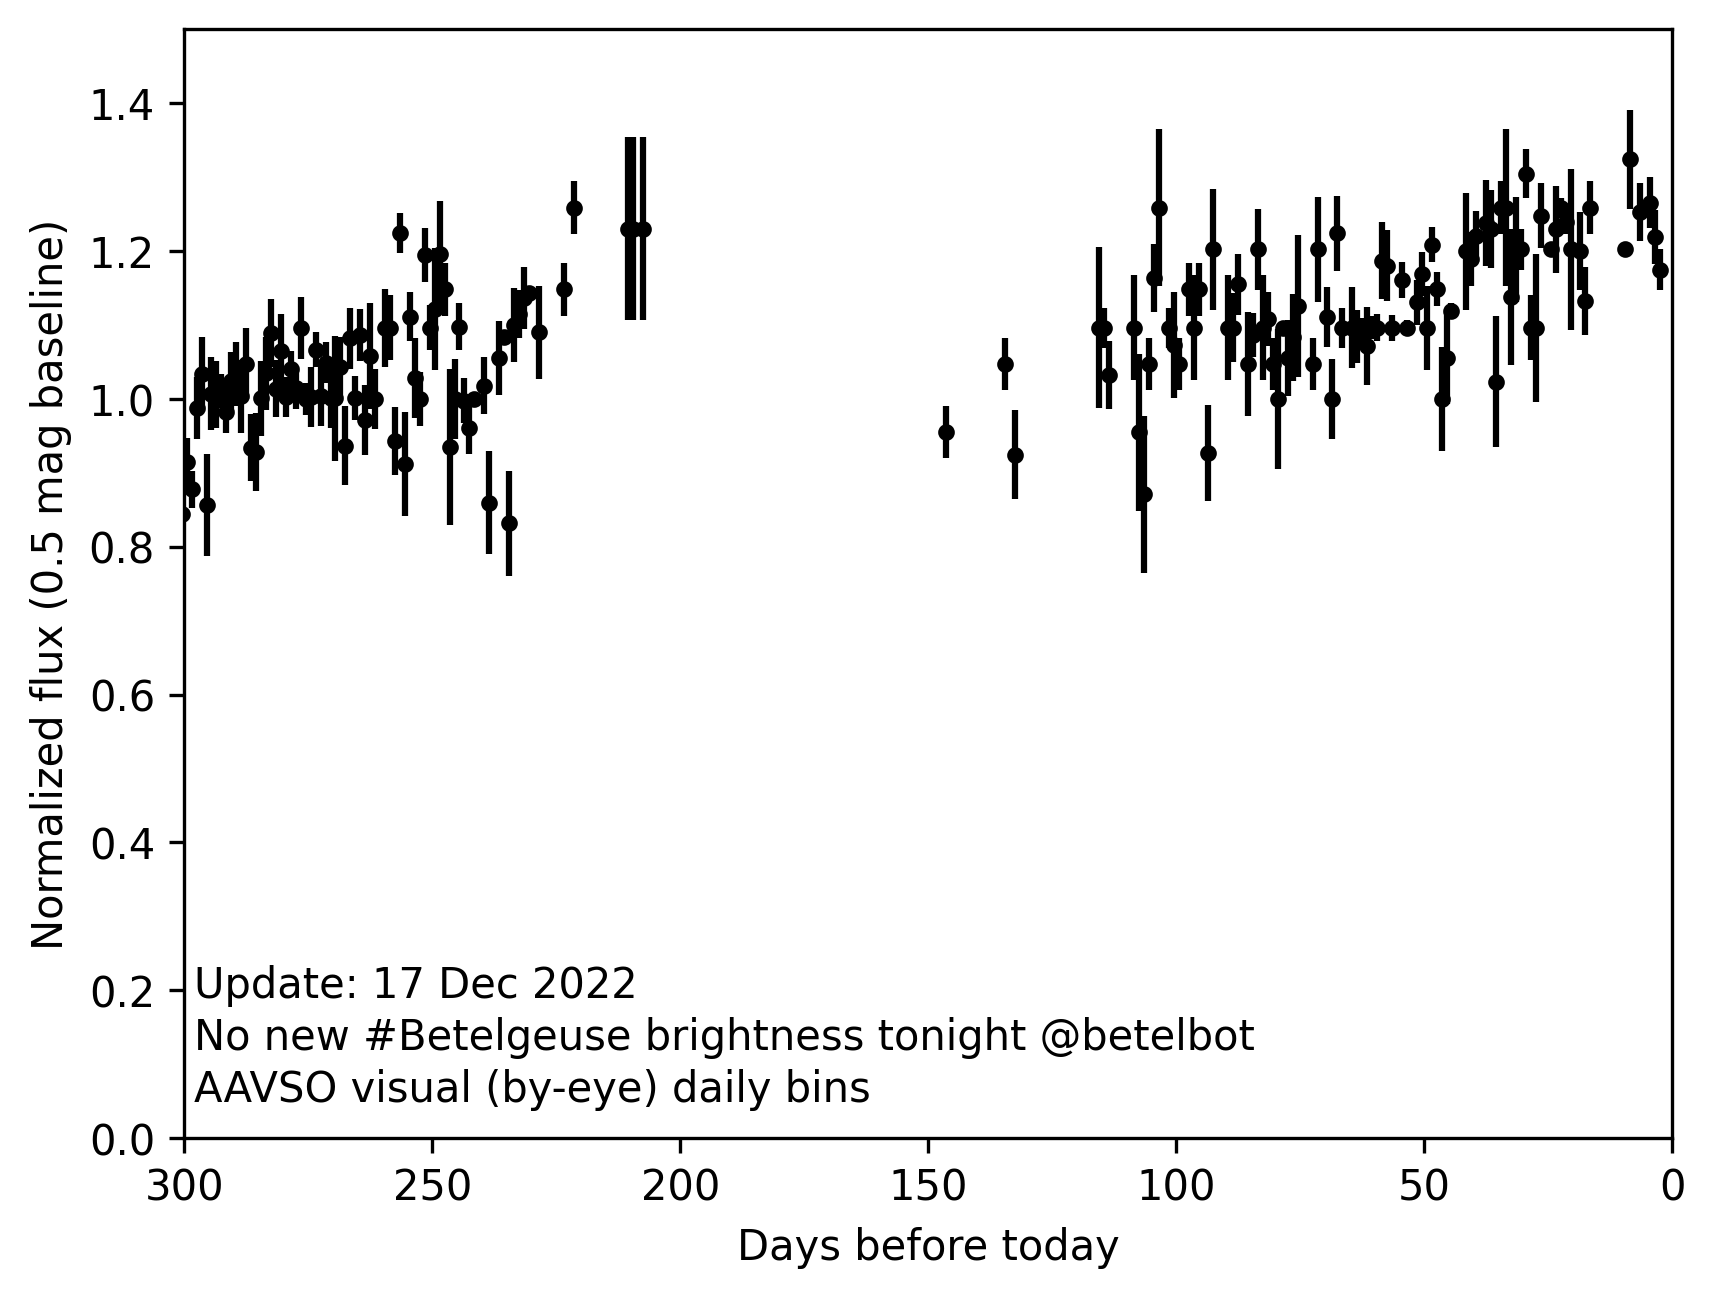 1.4
1.2
1.0
0.8
0.6
0.4
0.2
0.0
Normalized flux (0.5 mag baseline)
Update: 17 Dec 2022
No new #Betelgeuse brightness tonight @betelbot
AAVSO visual (by-eye) daily bins
300 250 200 150 100 50 0
Days before today